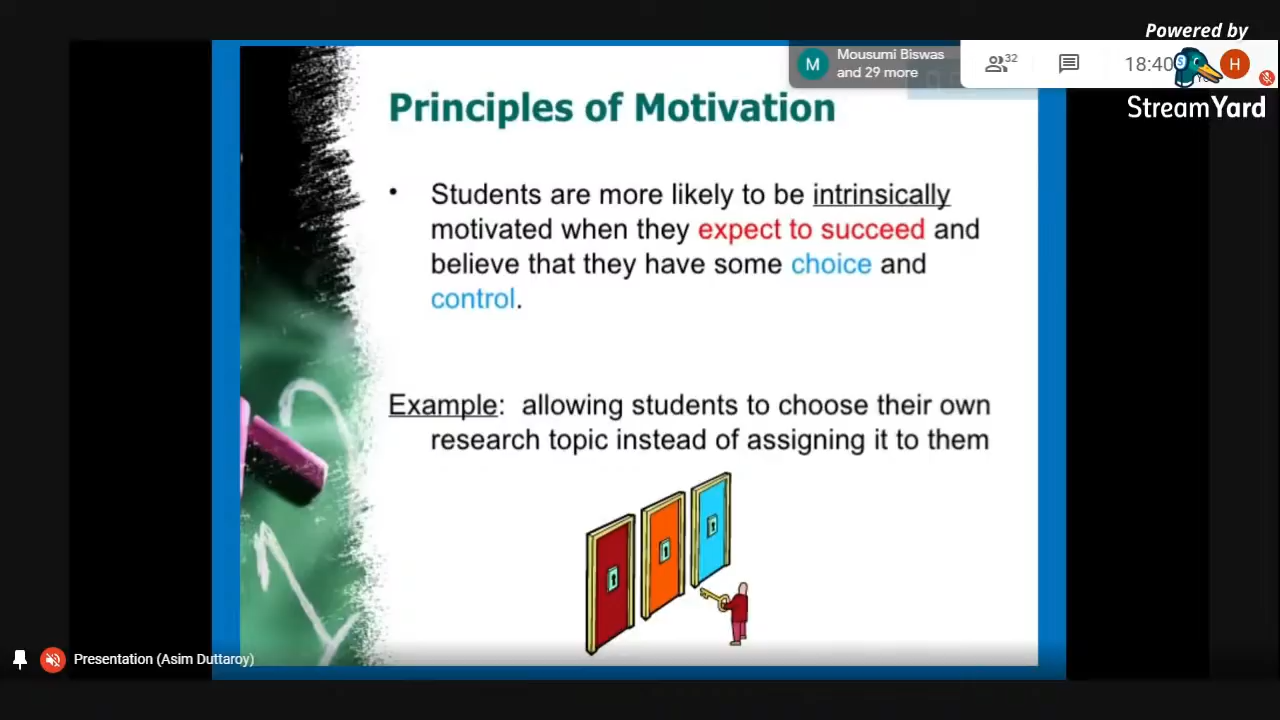 Powered by
StreamYard
Mousumi Biswas
and 29 more
M
32
18:40
H
Principles of Motivation
• Students are more likely to be intrinsically
motivated when they expect to succeed and
believe that they have some choice and
control.
Example: allowing students to choose their own
research topic instead of assigning it to them
Presentation (Asim Duttaroy)